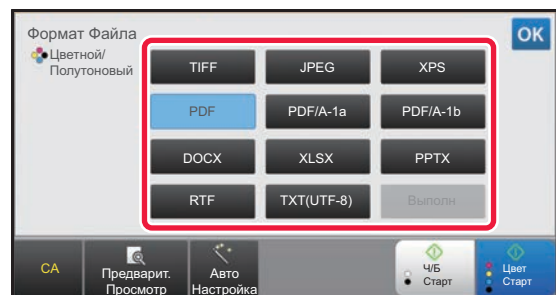 Формат Файла
OK
Цветной/
Полутоновый
TIFF
JPEG
XPS
PDF
PDF/A-1a
PDF/A-1b
DOCX
XLSX
PPTX
RTF
TXT(UTF-8)
Выполн
CA
Предварит.
Просмотр
Авто
Настройка
Ч/Б
Старт
Цвет
Старт